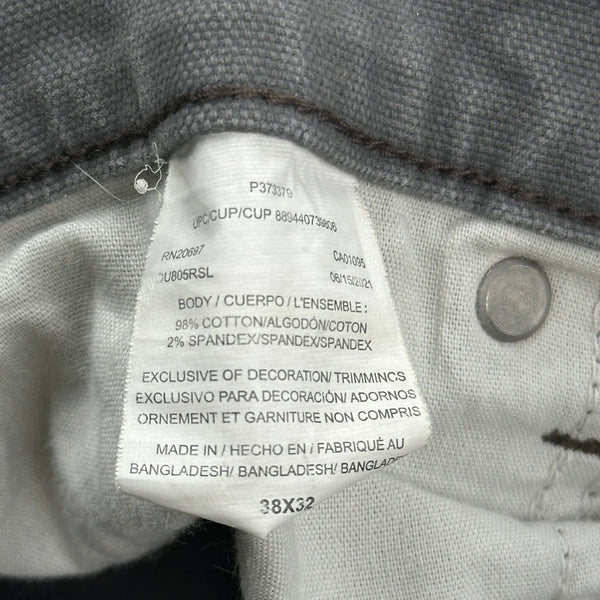 P373379
UPC/CUP/CUP 889440739806
RN20697 CA01095
DU805RSL 06/15/2021
BODY / CUERPO / L'ENSEMBLE :
98% COTTON/ALGODÓN/COTON
2% SPANDEX/SPANDEX/SPANDEX
EXCLUSIVE OF DECORATION/ TRIMMINGS
EXCLUSIVO PARA DECORACIÓN/ ADORNOS
ORNEMENT ET GARNITURE NON COMPRIS
MADE IN / HECHO EN / FABRIQUÉ AU
BANGLADESH/ BANGLADESH/ BANGLADESH
38X32